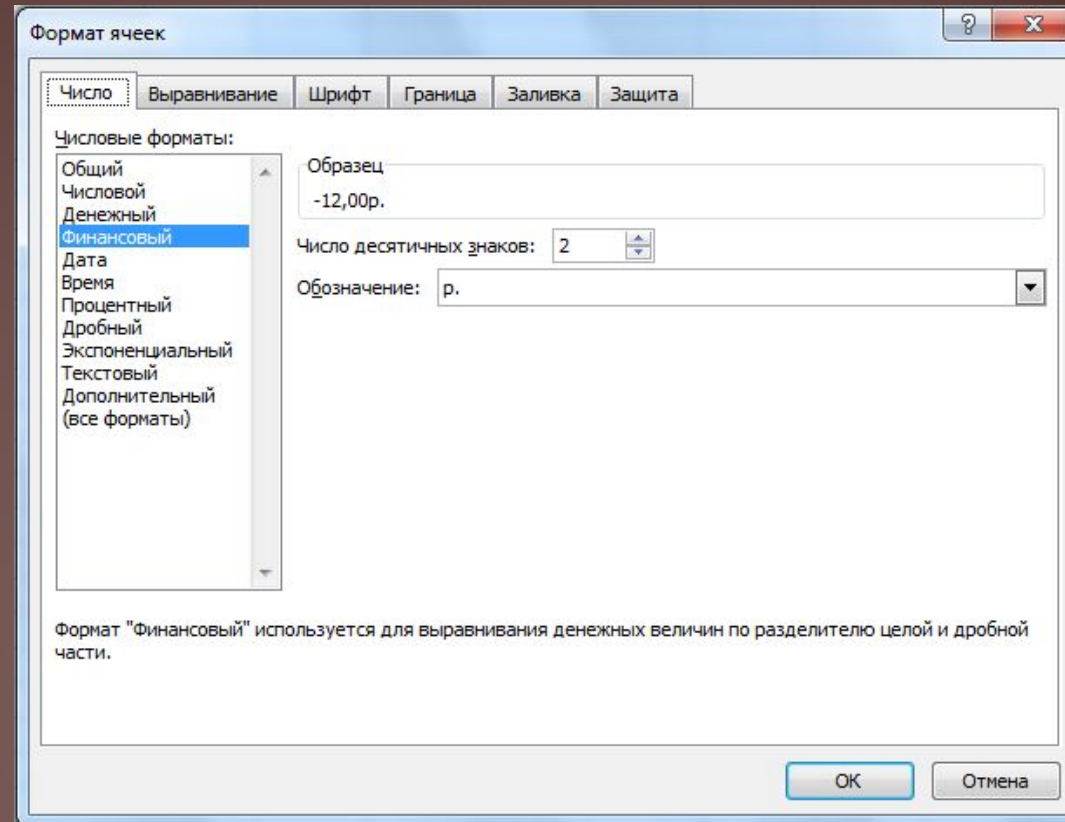 Формат ячеек
Число
Выравнивание
Шрифт
Граница
Заливка
Защита
Числовые форматы:
Общий
Числовой
Денежный
Финансовый
Дата
Время
Процентный
Дробный
Экспоненциальный
Текстовый
Дополнительный
(все форматы)
Образец
-12,00р.
Число десятичных знаков: 2
Обозначение: р.
Формат "Финансовый" используется для выравнивания денежных величин по разделителю целой и дробной
части.
ОК
Отмена